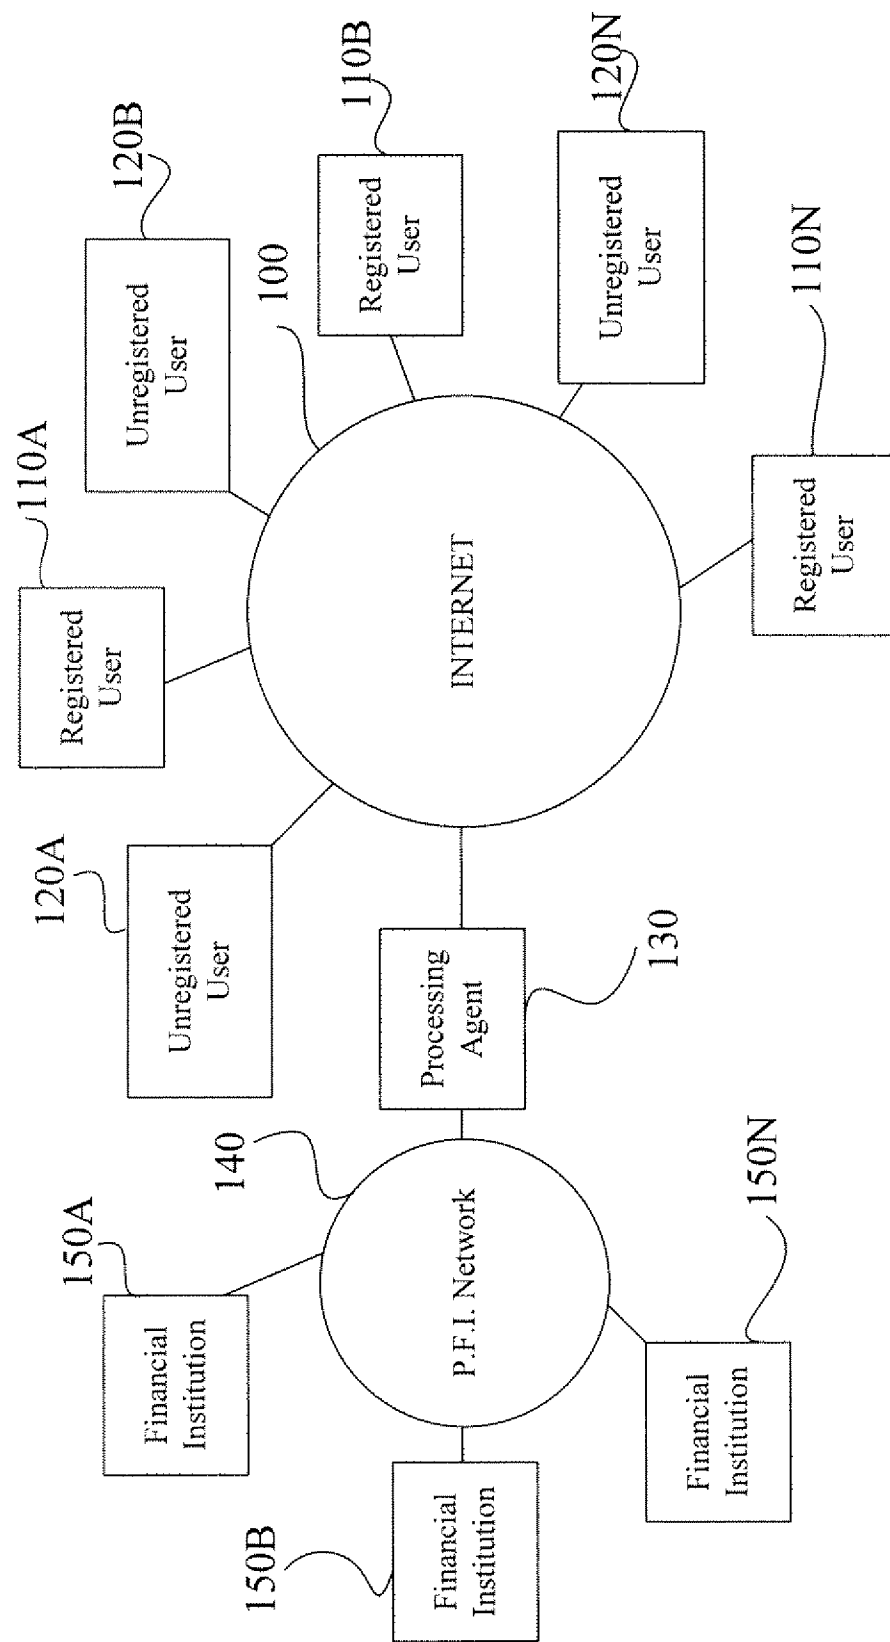 110A
Registered
User
120A
150A
120B
Unregistered
User
Financial
Institution
Unregistered
User
140
150B
100
110B
Registered
User
Financial
Institution
P.F.I. Network
Processing
Agent
INTERNET
120N
Unregistered
User
130
Financial
Institution
150N
110N
Registered
User